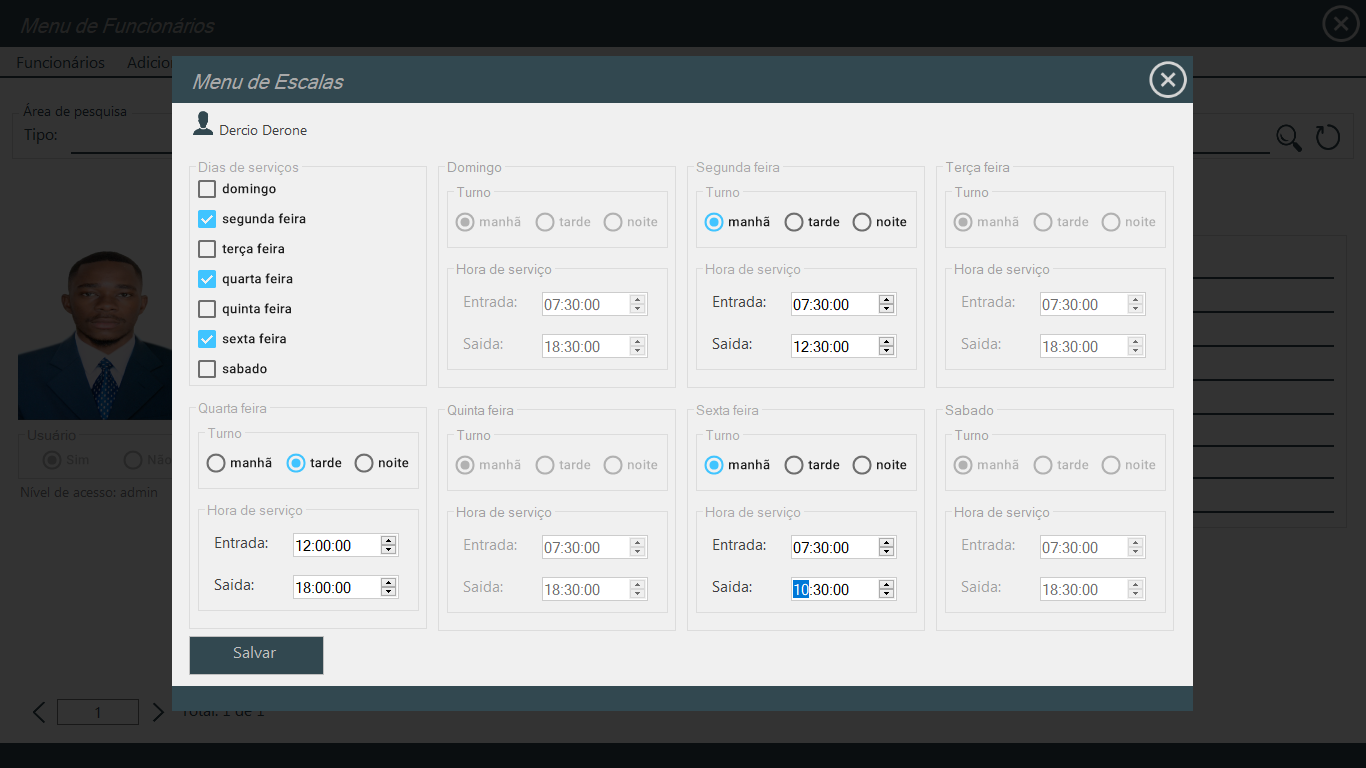 Menu de Funcionários
Funcionários
Menu de Escalas
Área de pesquisa
Tipo:
Dercio Derone
Dias de serviços
domingo
segunda feira
terça feira
quarta feira
quinta feira
sexta feira
sabado
Domingo
Turno
manhã tarde noite
Hora de serviço
Entrada: 07:30:00
Saida: 18:30:00
Segunda feira
Turno
manhã tarde noite
Hora de serviço
Entrada: 07:30:00
Saida: 12:30:00
Terça feira
Turno
manhã tarde noite
Hora de serviço
Entrada: 07:30:00
Saida: 18:30:00
Quarta feira
Turno
manhã tarde noite
Hora de serviço
Entrada: 12:00:00
Saida: 18:00:00
Quinta feira
Turno
manhã tarde noite
Hora de serviço
Entrada: 07:30:00
Saida: 18:30:00
Sexta feira
Turno
manhã tarde noite
Hora de serviço
Entrada: 07:30:00
Saida: 10:30:00
Sabado
Turno
manhã tarde noite
Hora de serviço
Entrada: 07:30:00
Saida: 18:30:00
Usuário
Sim Não
Nível de acesso: admin
Salvar
1
Total: 1 de 1